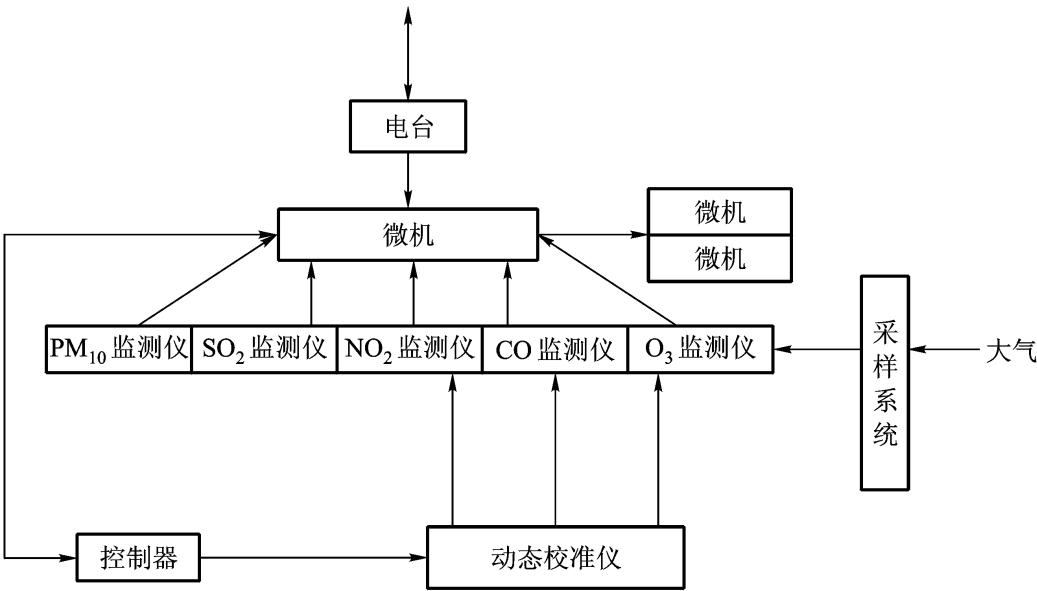 电台
微机
微机
微机
PM10 监测仪
SO2 监测仪
NO2 监测仪
CO 监测仪
O3 监测仪
采样系统
大气
控制器
动态校准仪